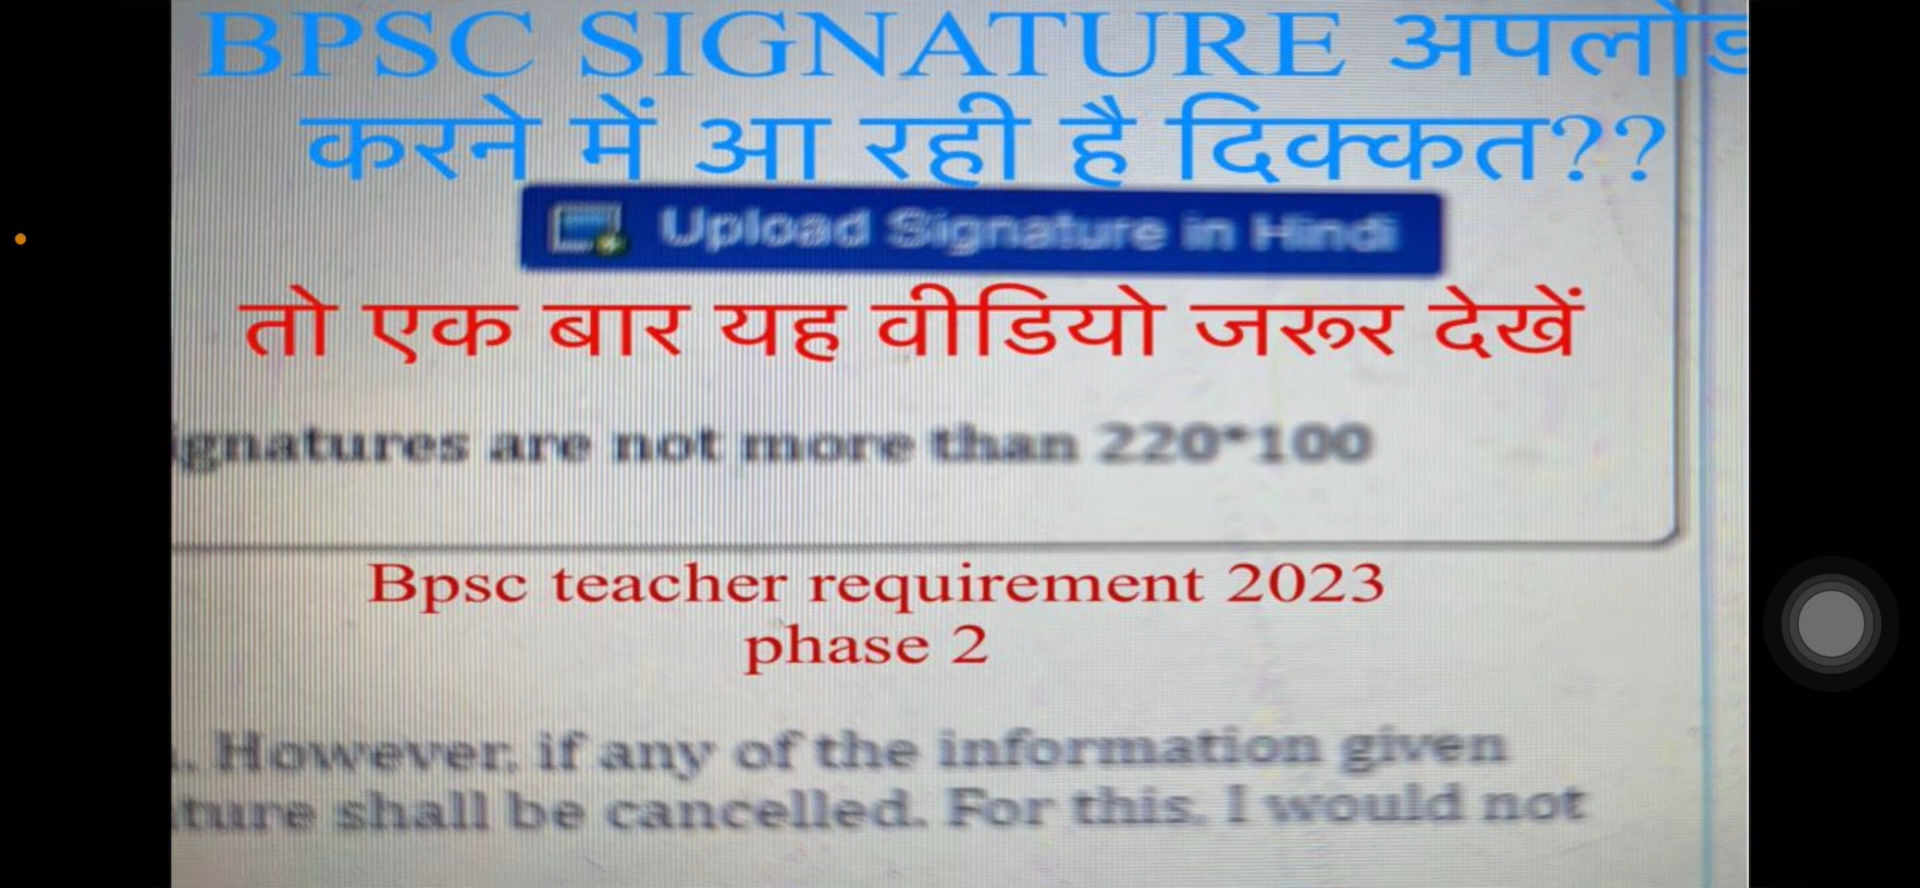 BPSC SIGNATURE अपलोड
करने में आ रही है दिक्कत??
Upload Signature in Hindi
तो एक बार यह वीडियो जरूर देखें
ignatures are not more than 220*100
Bpsc teacher requirement 2023
phase 2
. However, if any of the information given
ture shall be cancelled. For this, I would not